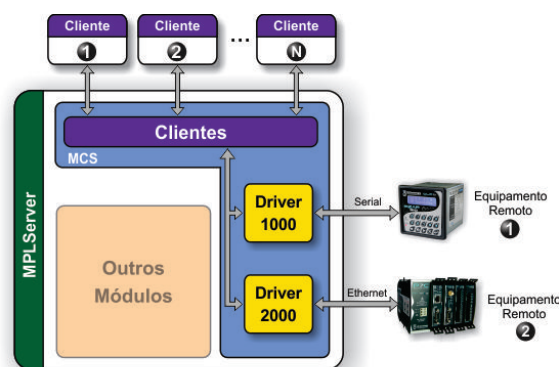 Cliente
1
Cliente
2
...
Cliente
N
Clientes
MCS
MPLServer
Outros
Módulos
Driver
1000
Driver
2000
Serial
Ethernet
Equipamento
Remoto
1
Equipamento
Remoto
2